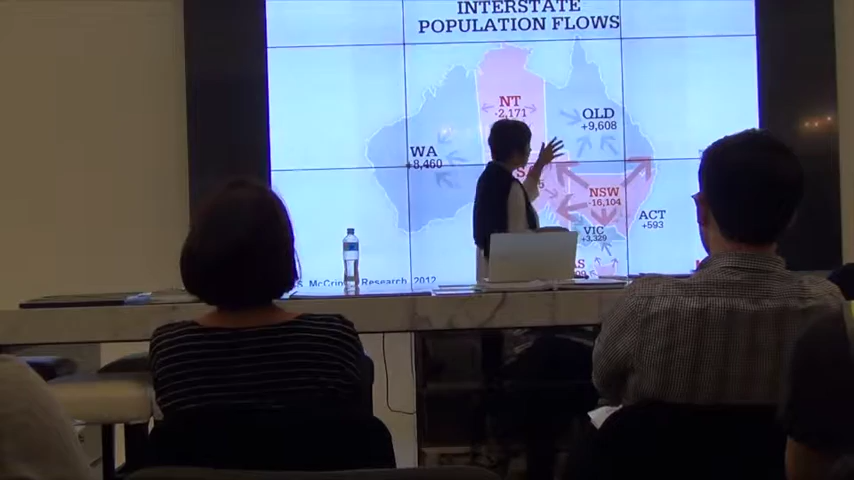 INTERSTATE
POPULATION FLOWS
NT
-2,171
QLD
+9,608
WA
+8,460
NSW
-16,104
ACT
+593
VIC
+3,329
McCrindle Research 2012